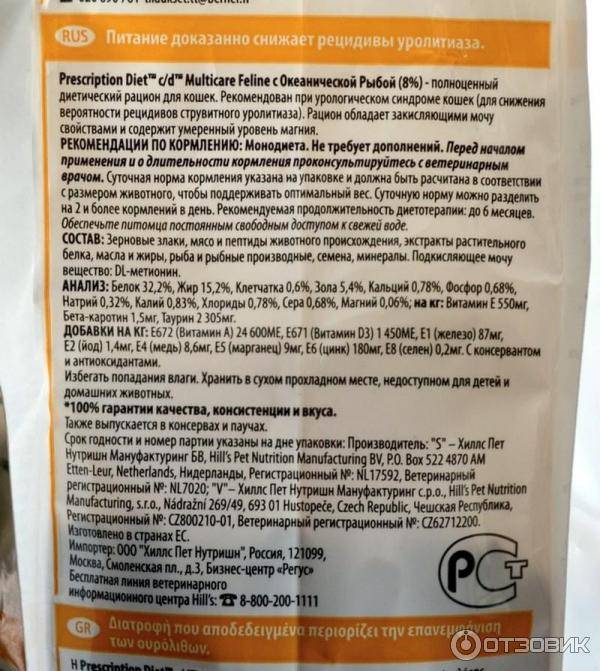 RUS Питание доказанно снижает рецидивы уролитиаза.
Prescription Diet™ c/d™ Multicare Feline с Океанической Рыбой (8%) - полноценный
диетический рацион для кошек. Рекомендован при урологическом синдроме кошек (для снижения
вероятности рецидивов струвитного уролитиаза). Рацион обладает закисляющими мочу
свойствами и содержит умеренный уровень магния.
РЕКОМЕНДАЦИИ ПО КОРМЛЕНИЮ: Монодиета. Не требует дополнений. Перед началом
применения и о длительности кормления проконсультируйтесь с ветеринарным
врачом. Суточная норма кормления указана на упаковке и должна быть расчитана в соответствии
с размером животного, чтобы поддерживать оптимальный вес. Суточную норму можно разделить
на 2 и более кормлений в день. Рекомендуемая продолжительность диетотерапии: до 6 месяцев.
Обеспечьте питомца постоянным свободным доступом к свежей воде.
СОСТАВ: Зерновые злаки, мясо и пептиды животного происхождения, экстракты растительного
белка, масла и жиры, рыба и рыбные производные, семена, минералы. Подкисляющее мочу
вещество: DL-метионин.
АНАЛИЗ: Белок 32,2%, Жир 15,2%, Клетчатка 0,6%, Зола 5,4%, Кальций 0,78%, Фосфор 0,68%,
Натрий 0,32%, Калий 0,83%, Хлориды 0,78%, Сера 0,68%, Магний 0,06%; на кг: Витамин Е 550мг,
Бета-каротин 1,5мг, Таурин 2 305мг.
ДОБАВКИ НА КГ: E672 (Витамин А) 24 600МЕ, E671 (Витамин D3) 1 450МЕ, E1 (железо) 87мг,
E2 (йод) 1,4мг, E4 (медь) 8,6мг, E5 (марганец) 9мг, E6 (цинк) 180мг, E8 (селен) 0,2мг. С консервантом
и антиоксидантами.
Избегать попадания влаги. Хранить в сухом прохладном месте, недоступном для детей и
домашних животных.
*100% гарантии качества, консистенции и вкуса.
Также выпускается в консервах и паучах.
Срок годности и номер партии указаны на дне упаковки: Производитель: "S" – Хиллс Пет
Нутришн Мануфактуринг БВ, Hill's Pet Nutrition Manufacturing BV, P.O. Box 522 4870 AM
Etten-Leur, Netherlands, Нидерланды, Регистрационный №: NL17592, Ветеринарный
регистрационный №: NL7020; "V"– Хиллс Пет Нутришн Мануфактуринг с.р.о., Hill's Pet Nutrition
Manufacturing, s.r.o., Nádražní 269/49, 693 01 Hustopeče, Czech Republic, Чешская Республика,
Регистрационный №: CZ800210-01, Ветеринарный регистрационный №: CZ62712200.
Изготовлено в странах ЕС.
Импортер: ООО "Хиллс Пет Нутришн", Россия, 121099,
Москва, Смоленская пл., д.3, Бизнес-центр «Регус»
Бесплатная линия ветеринарного
информационного центра Hill's: ☎ 8-800-200-1111
РСТ
GR Διατροφή που αποδεδειγμένα περιορίζει την επανεμφάνιση
των ουρόλιθων.
Η Prescription Diet™ c/d™
ОТЗОВИК